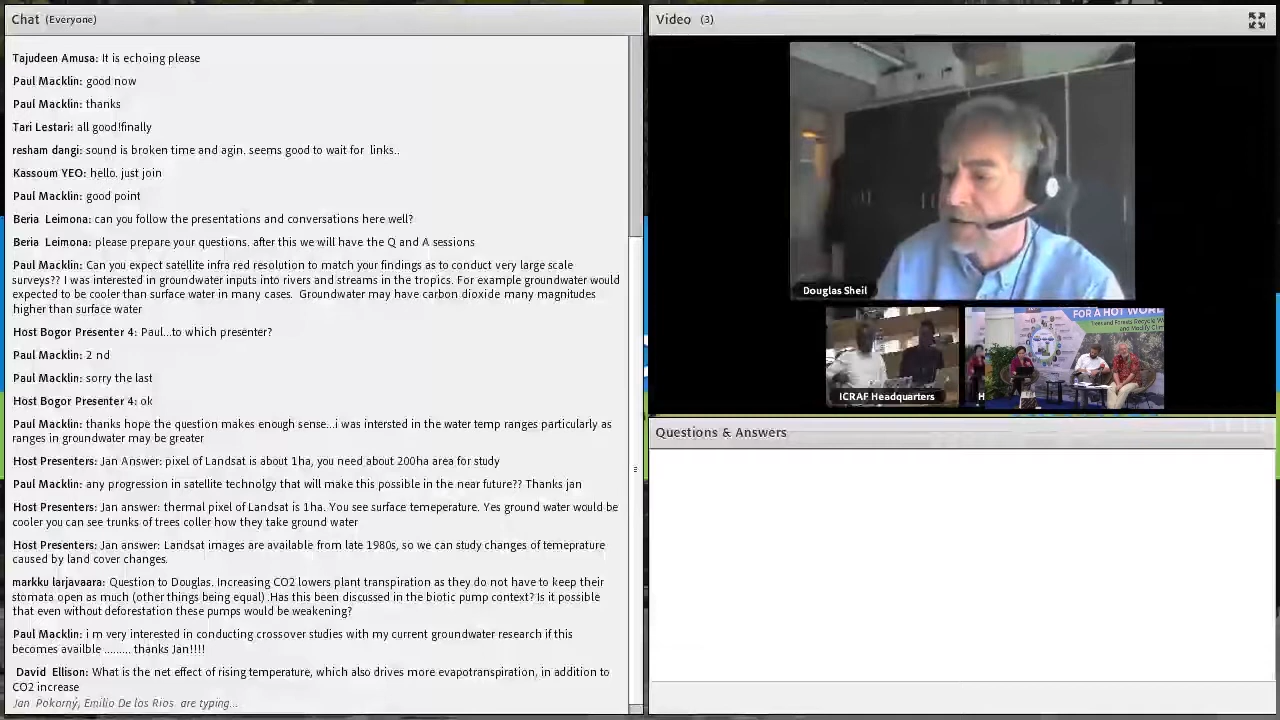 Chat (Everyone)
Tajudeen Amusa: It is echoing please
Paul Macklin: good now
Paul Macklin: thanks
Tari Lestari: all good!finally
resham dangi: sound is broken time and agin. seems good to wait for links..
Kassoum YEO: hello. just join
Paul Macklin: good point
Beria Leimona: can you follow the presentations and conversations here well?
Beria Leimona: please prepare your questions. after this we will have the Q and A sessions
Paul Macklin: Can you expect satellite infra red resolution to match your findings as to conduct very large scale
surveys?? I was interested in groundwater inputs into rivers and streams in the tropics. For example groundwater would
expected to be cooler than surface water in many cases. Groundwater may have carbon dioxide many magnitudes
higher than surface water
Host Bogor Presenter 4: Paul...to which presenter?
Paul Macklin: 2 nd
Paul Macklin: sorry the last
Host Bogor Presenter 4: ok
Paul Macklin: thanks hope the question makes enough sense...i was intersted in the water temp ranges particularly as
ranges in groundwater may be greater
Host Presenters: Jan Answer: pixel of Landsat is about 1ha, you need about 200ha area for study
Paul Macklin: any progression in satellite technolgy that will make this possible in the near future?? Thanks jan
Host Presenters: Jan answer: thermal pixel of Landsat is 1ha. You see surface temeperature. Yes ground water would be
cooler you can see trunks of trees coller how they take ground water
Host Presenters: Jan answer: Landsat images are available from late 1980s, so we can study changes of temeprature
caused by land cover changes.
markku larjavaara: Question to Douglas. Increasing CO2 lowers plant transpiration as they do not have to keep their
stomata open as much (other things being equal) .Has this been discussed in the biotic pump context? Is it possible
that even without deforestation these pumps would be weakening?
Paul Macklin: i m very interested in conducting crossover studies with my current groundwater research if this
becomes availble ......... thanks Jan!!!!
David Ellison: What is the net effect of rising temperature, which also drives more evapotranspiration, in addition to
CO2 increase
Jan Pokorný, Emilio De los Rios are typing...
Video (3)
Douglas Sheil
ICRAF Headquarters
H
FOR A HOT WORL
Trees and Forests Recycle W
and Modify Clim
Questions & Answers